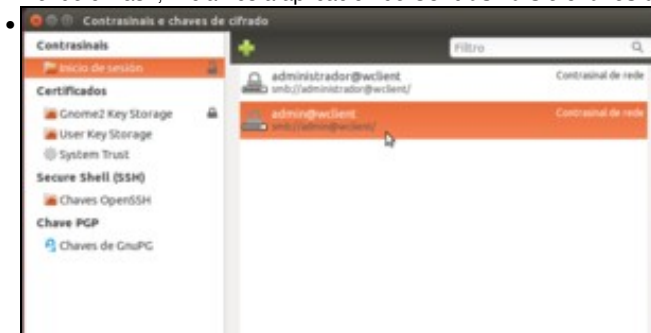 Contrasinais e chaves de cifrado
Contrasinais
Inicio de sesión
Certificados
Gnome2 Key Storage
User Key Storage
System Trust
Secure Shell (SSH)
Chaves OpenSSH
Chave PGP
Chaves de GnuPG
Filtro
administrador@wclient
Contrasinal de rede
smb://administrador@wclient/
admin@wclient
Contrasinal de rede
smb://admin@wclient/